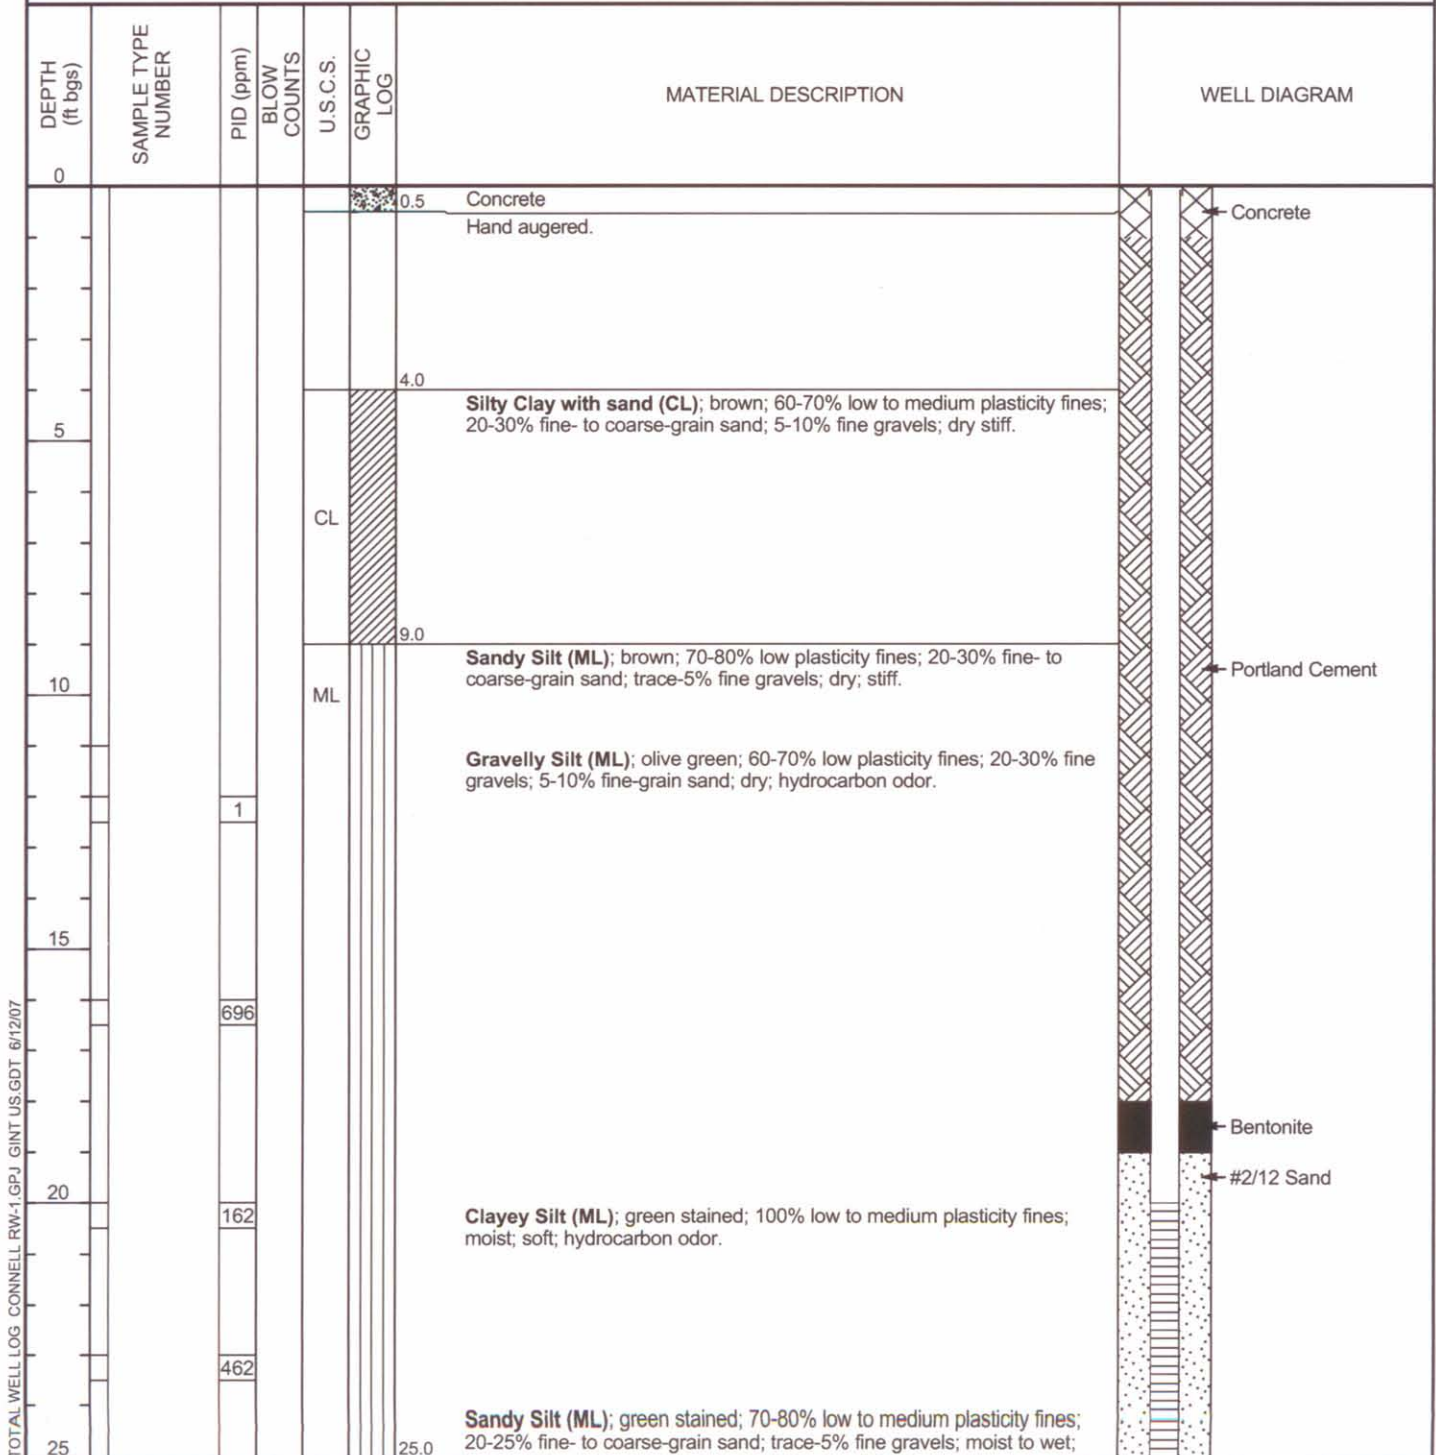 DEPTH
(ft bgs)
SAMPLE TYPE
NUMBER
PID (ppm)
BLOW
COUNTS
U.S.C.S.
GRAPHIC
LOG
MATERIAL DESCRIPTION
WELL DIAGRAM
0
0.5
Concrete
Concrete
Hand augered.
4.0
Silty Clay with sand (CL); brown; 60-70% low to medium plasticity fines;
20-30% fine- to coarse-grain sand; 5-10% fine gravels; dry stiff.
5
CL
9.0
Sandy Silt (ML); brown; 70-80% low plasticity fines; 20-30% fine- to
coarse-grain sand; trace-5% fine gravels; dry; stiff.
Portland Cement
10
ML
Gravelly Silt (ML); olive green; 60-70% low plasticity fines; 20-30% fine
gravels; 5-10% fine-grain sand; dry; hydrocarbon odor.
1
15
696
Bentonite
#2/12 Sand
20
162
Clayey Silt (ML); green stained; 100% low to medium plasticity fines;
moist; soft; hydrocarbon odor.
462
Sandy Silt (ML); green stained; 70-80% low to medium plasticity fines;
20-25% fine- to coarse-grain sand; trace-5% fine gravels; moist to wet;
25
25.0
TOTAL WELL LOG CONNELL RW-1.GPJ GINT US.GDT 6/12/07